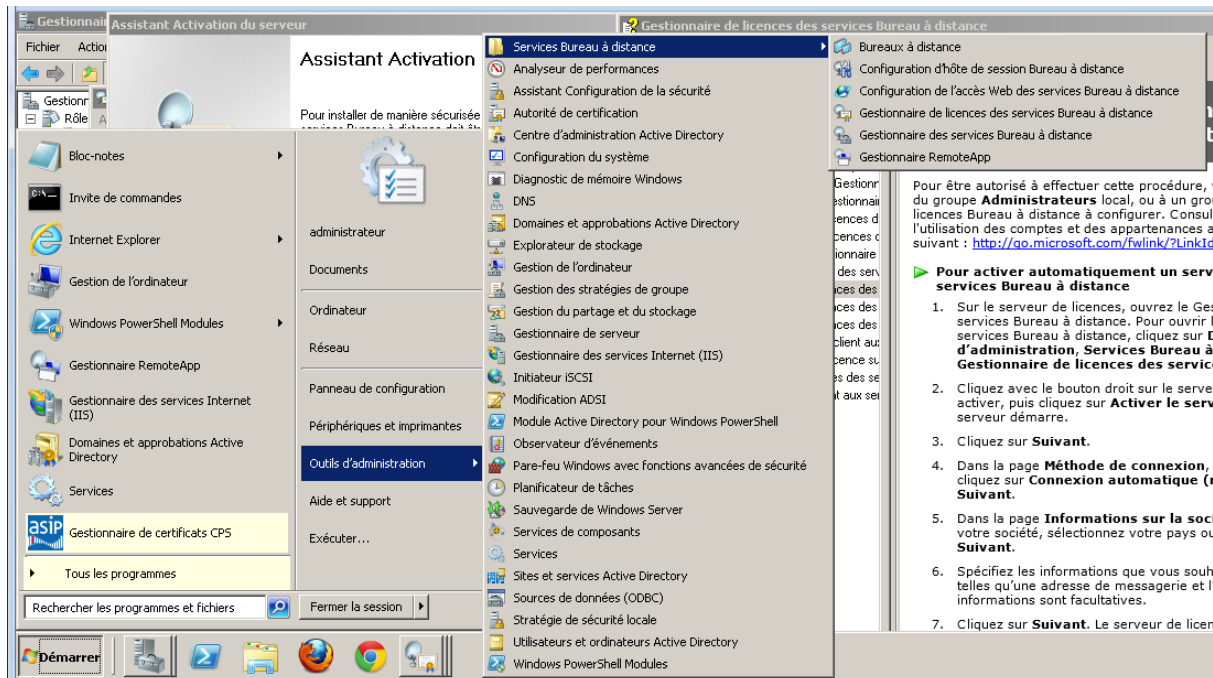 Gestionnai
Assistant Activation du serveur
Gestionnaire de licences des services Bureau à distance
Fichier
Action
Gestionr
Rôle
Assistant Activation
Pour installer de manière sécurisée
Bloc-notes
Invite de commandes
Internet Explorer
Gestion de l'ordinateur
Windows PowerShell Modules
Gestionnaire RemoteApp
Gestionnaire des services Internet
(IIS)
Domaines et approbations Active
Directory
Services
asip
Gestionnaire de certificats CPS
Tous les programmes
Rechercher les programmes et fichiers
administrateur
Documents
Ordinateur
Réseau
Panneau de configuration
Périphériques et imprimantes
Outils d'administration
Aide et support
Exécuter...
Fermer la session
Services Bureau à distance
Analyseur de performances
Assistant Configuration de la sécurité
Autorité de certification
Centre d'administration Active Directory
Configuration du système
Diagnostic de mémoire Windows
DNS
Domaines et approbations Active Directory
Explorateur de stockage
Gestion de l'ordinateur
Gestion des stratégies de groupe
Gestion du partage et du stockage
Gestionnaire de serveur
Gestionnaire des services Internet (IIS)
Initiateur iSCSI
Modification ADSI
Module Active Directory pour Windows PowerShell
Observateur d'événements
Pare-feu Windows avec fonctions avancées de sécurité
Planificateur de tâches
Sauvegarde de Windows Server
Services de composants
Services
Sites et services Active Directory
Sources de données (ODBC)
Stratégie de sécurité locale
Utilisateurs et ordinateurs Active Directory
Windows PowerShell Modules
Bureaux à distance
Configuration d'hôte de session Bureau à distance
Configuration de l'accès Web des services Bureau à distance
Gestionnaire de licences des services Bureau à distance
Gestionnaire des services Bureau à distance
Gestionnaire RemoteApp
Pour être autorisé à effectuer cette procédure,
du groupe Administrateurs local, ou à un grou
licences Bureau à distance à configurer. Consul
l'utilisation des comptes et des appartenances a
suivant : http://go.microsoft.com/fwlink/?LinkId
Pour activer automatiquement un serv
services Bureau à distance
1. Sur le serveur de licences, ouvrez le Ges
services Bureau à distance. Pour ouvrir l
services Bureau à distance, cliquez sur D
d'administration, Services Bureau à
Gestionnaire de licences des service
2. Cliquez avec le bouton droit sur le serve
activer, puis cliquez sur Activer le serv
serveur démarre.
3. Cliquez sur Suivant.
4. Dans la page Méthode de connexion,
cliquez sur Connexion automatique (r
Suivant.
5. Dans la page Informations sur la soci
votre société, sélectionnez votre pays ou
Suivant.
6. Spécifiez les informations que vous souh
telles qu'une adresse de messagerie et l'
informations sont facultatives.
7. Cliquez sur Suivant. Le serveur de licen
Démarrer